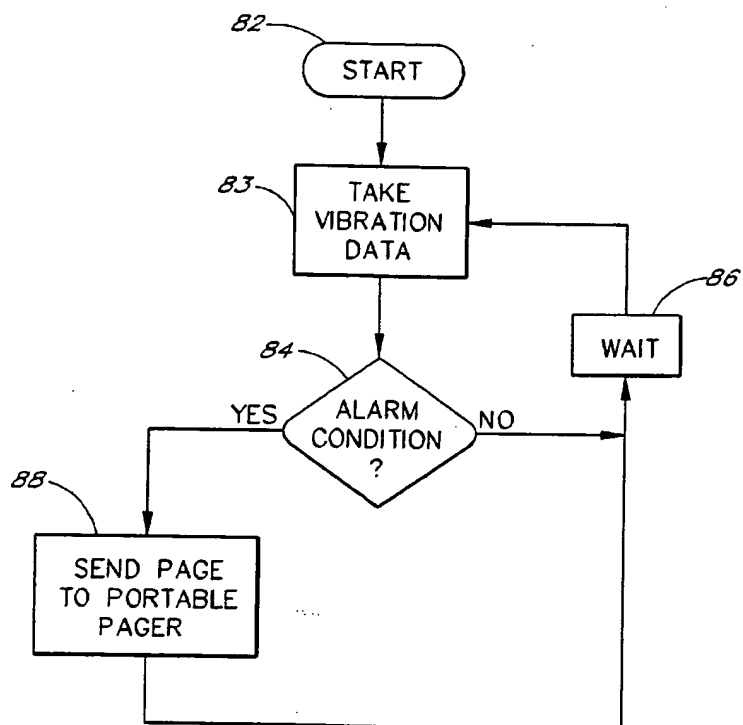 82
START
83
TAKE
VIBRATION
DATA
86
WAIT
84
YES
ALARM
CONDITION
?
NO
88
SEND PAGE
TO PORTABLE
PAGER